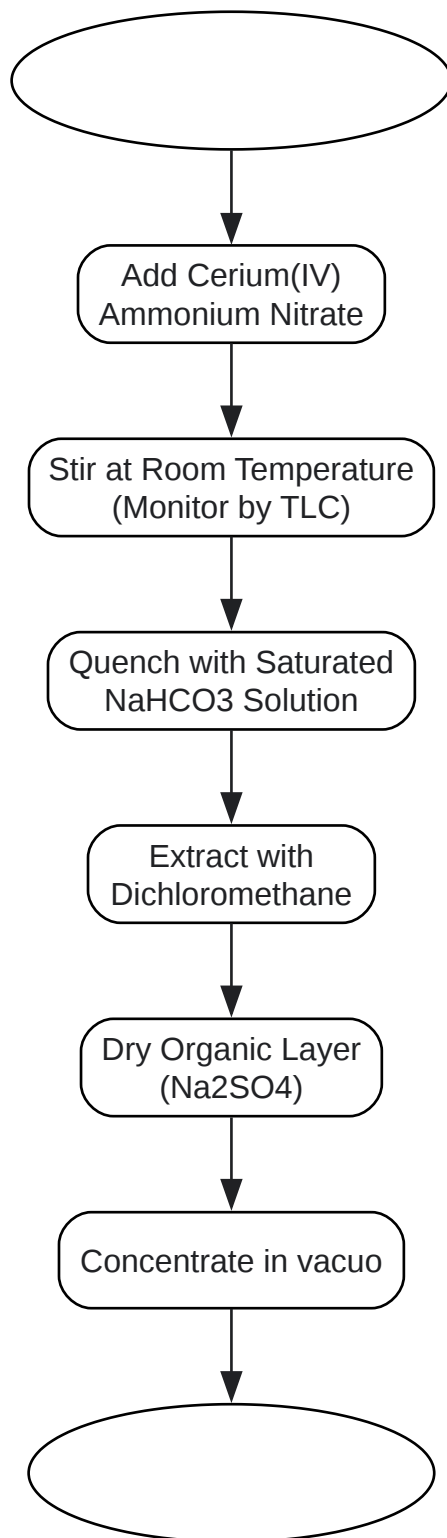 Add Cerium(IV)
Ammonium Nitrate
Stir at Room Temperature
(Monitor by TLC)
Quench with Saturated
NaHCO3 Solution
Extract with
Dichloromethane
Dry Organic Layer
(Na2SO4)
Concentrate in vacuo